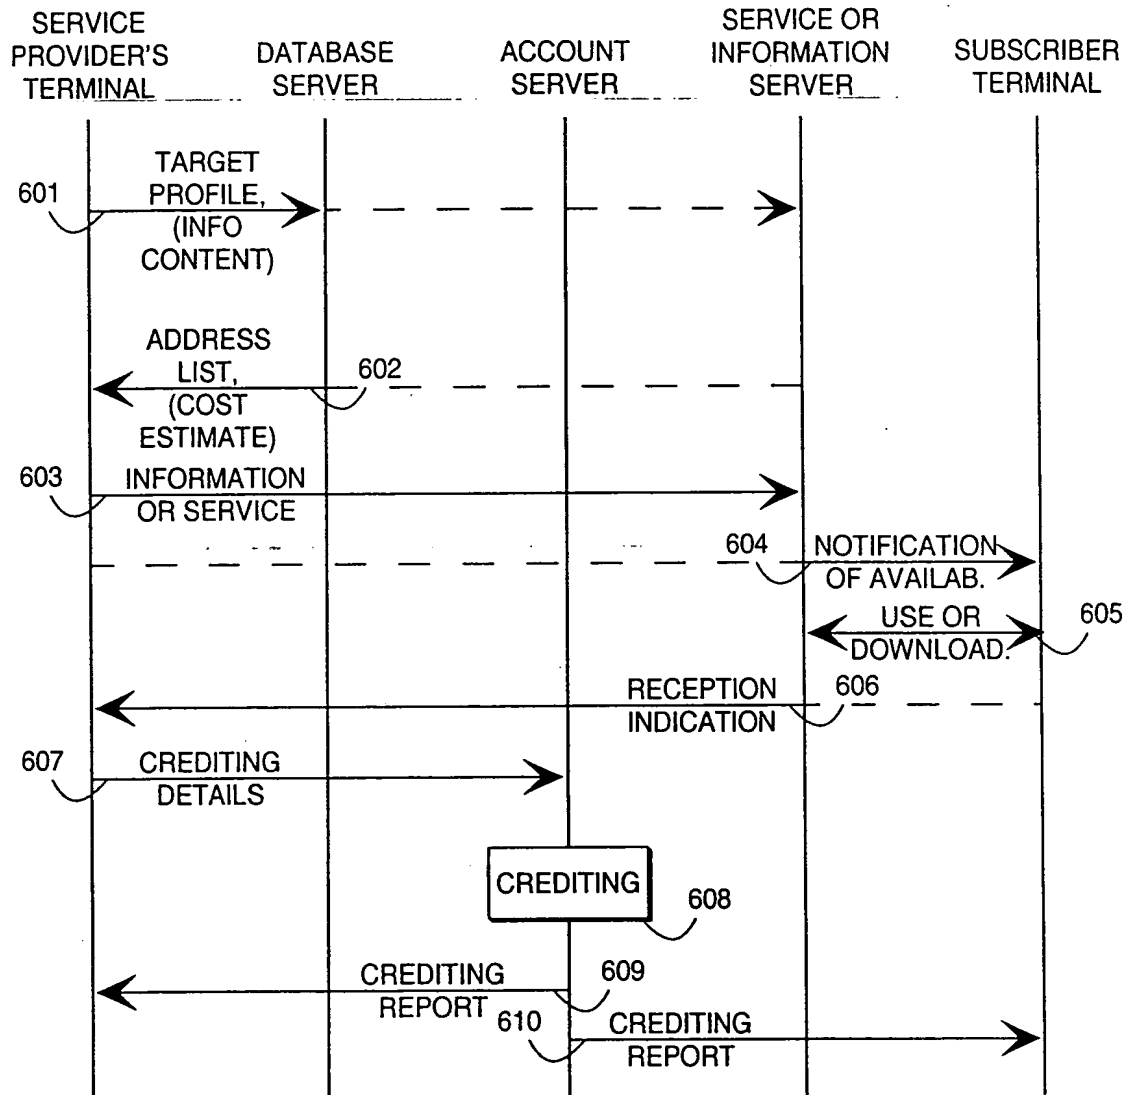 SERVICE
PROVIDER'S
TERMINAL
DATABASE
SERVER
ACCOUNT
SERVER
SERVICE OR
INFORMATION
SERVER
SUBSCRIBER
TERMINAL
601
TARGET
PROFILE,
(INFO
CONTENT)
ADDRESS
LIST,
(COST
ESTIMATE)
602
603
INFORMATION
OR SERVICE
604
NOTIFICATION
OF AVAILAB.
USE OR
DOWNLOAD.
605
RECEPTION
INDICATION
606
607
CREDITING
DETAILS
CREDITING
608
CREDITING
REPORT
609
610
CREDITING
REPORT